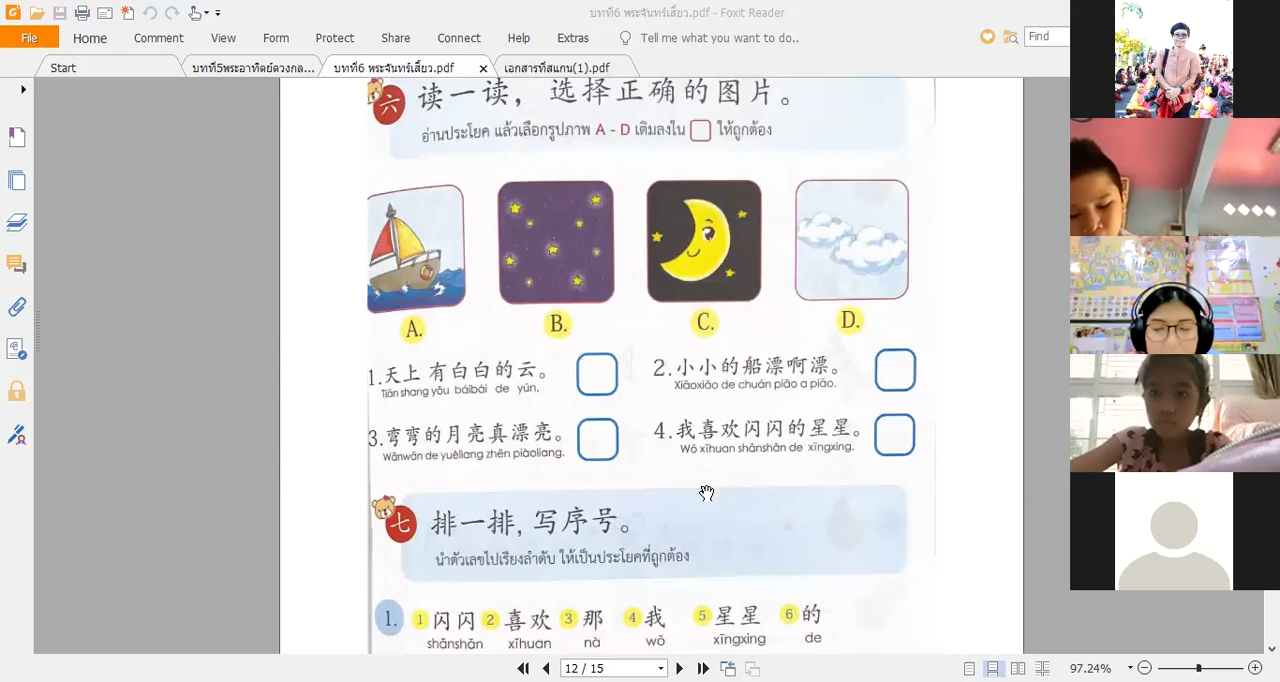 บทที่6 พระจันทร์เสี้ยว.pdf - Foxit Reader
File Home Comment View Form Protect Share Connect Help Extras Tell me what you want to do.. Find
Start บทที่5พระอาทิตย์ดวงกล... บทที่6 พระจันทร์เสี้ยว.pdf เอกสารที่สแกน(1).pdf
六 读一读，选择正确的图片。
อ่านประโยค แล้วเลือกรูปภาพ A - D เติมลงใน ให้ถูกต้อง
A. B. C. D.
1.天上 有白白的云。
Tiān shang yǒu báibái de yún.
2.小小的船漂啊漂。
Xiǎoxiǎo de chuán piāo a piāo.
3.弯弯的月亮真漂亮。
Wānwān de yuèliang zhēn piàoliang.
4.我喜欢闪闪的星星。
Wǒ xǐhuan shǎnshǎn de xīngxing.
七 排一排，写序号。
นำตัวเลขไปเรียงลำดับ ให้เป็นประโยคที่ถูกต้อง
1. 1 闪闪 2 喜欢 3 那 4 我 5 星星 6 的
shǎnshǎn xǐhuan nà wǒ xīngxing de
12 / 15 97.24%